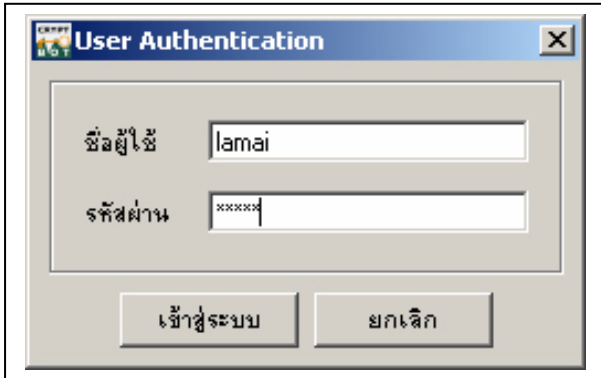 User Authentication
ชื่อผู้ใช้ lamai
รหัสผ่าน *****
เข้าสู่ระบบ ยกเลิก